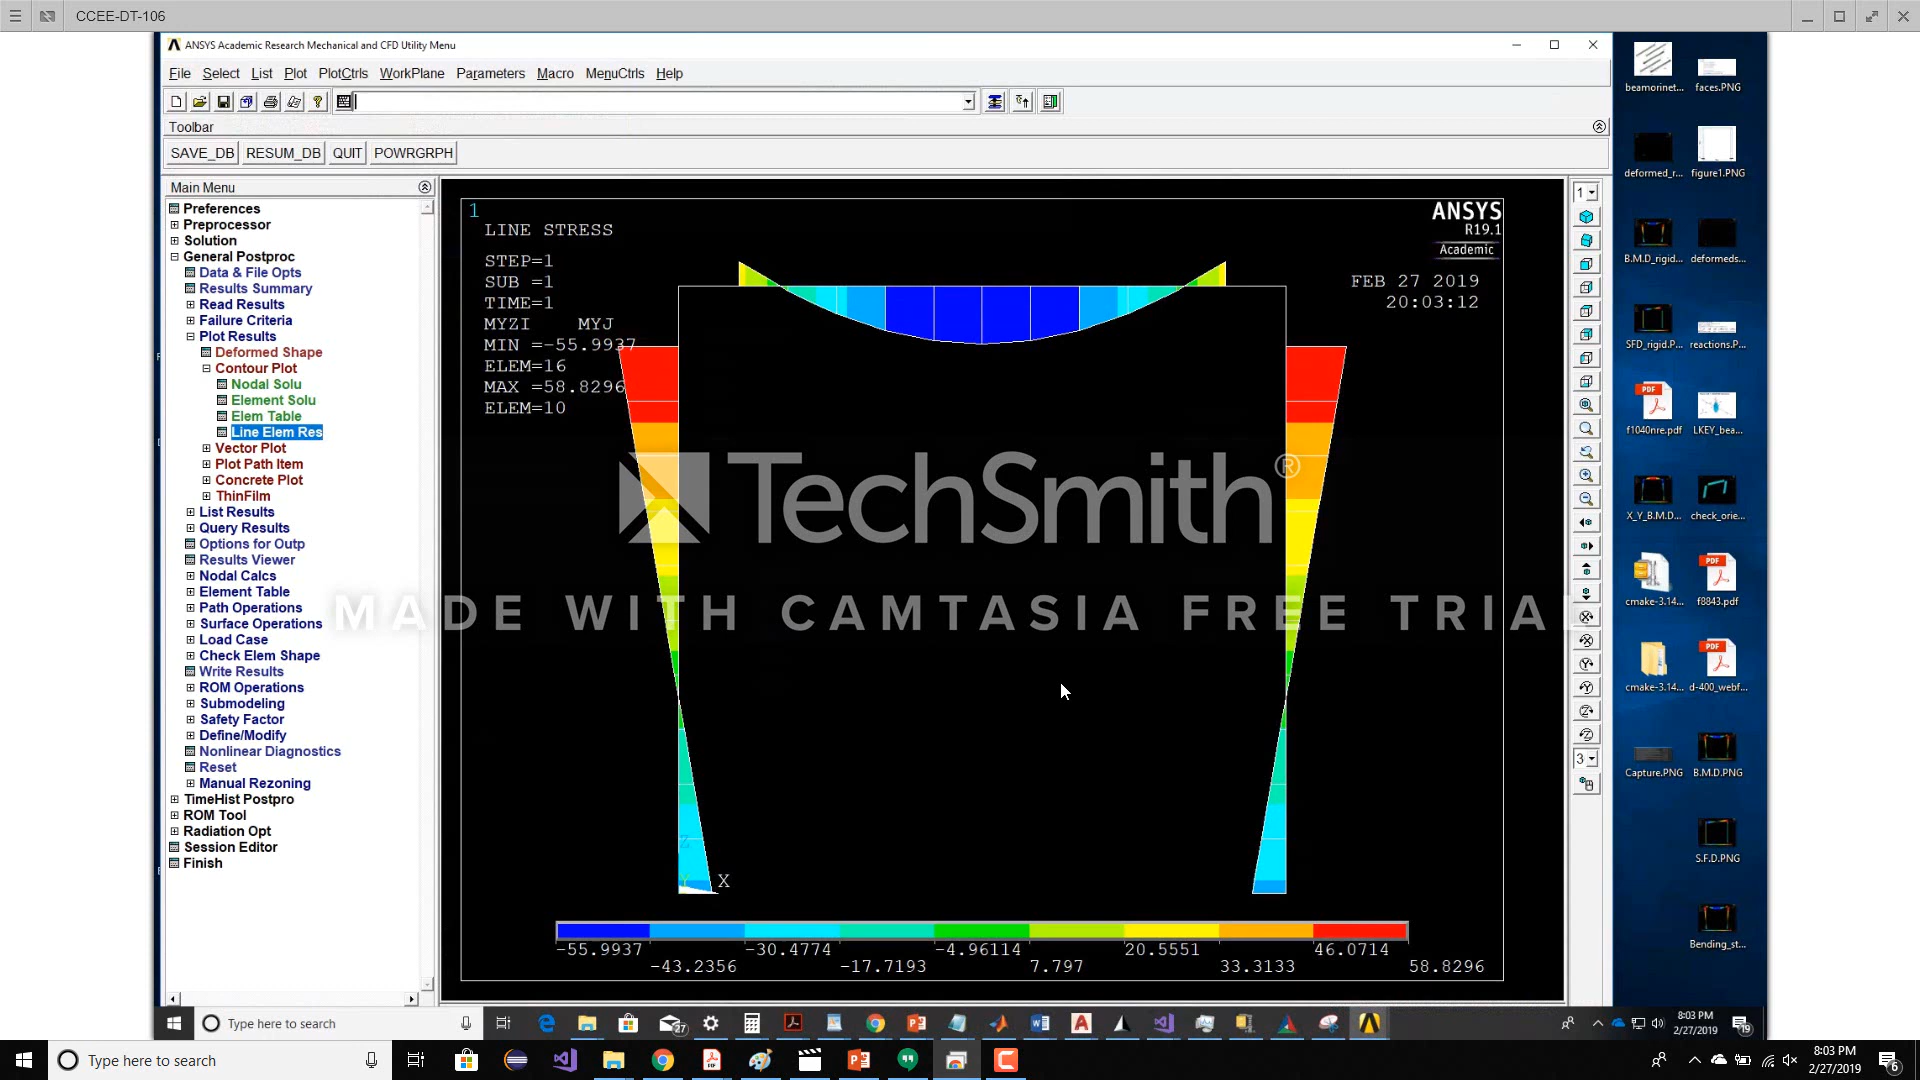 CCEE-DT-106
ANSYS Academic Research Mechanical and CFD Utility Menu
File Select List Plot PlotCtrls WorkPlane Parameters Macro MenuCtrls Help
Toolbar
SAVE_DB RESUM_DB QUIT POWRGRPH
Main Menu
Preferences
Preprocessor
Solution
General Postproc
Data & File Opts
Results Summary
Read Results
Failure Criteria
Plot Results
Deformed Shape
Contour Plot
Nodal Solu
Element Solu
Elem Table
Line Elem Res
Vector Plot
Plot Path Item
Concrete Plot
ThinFilm
List Results
Query Results
Options for Outp
Results Viewer
Nodal Calcs
Element Table
Path Operations
Surface Operations
Load Case
Check Elem Shape
Write Results
ROM Operations
Submodeling
Safety Factor
Define/Modify
Nonlinear Diagnostics
Reset
Manual Rezoning
TimeHist Postpro
ROM Tool
Radiation Opt
Session Editor
Finish
1
LINE STRESS
STEP=1
SUB =1
TIME=1
MYZI MYJ
MIN =-55.9937
ELEM=16
MAX =58.8296
ELEM=10
ANSYS
R19.1
Academic
FEB 27 2019
20:03:12
TechSmith®
MADE WITH CAMTASIA FREE TRIA
Z
X
-55.9937 -30.4774 -4.96114 20.5551 46.0714
-43.2356 -17.7193 7.797 33.3133 58.8296
1
3
beamorinet... faces.PNG
deformed_r... figure1.PNG
B.M.D_rigid... deformeds...
SFD_rigid.P... reactions.P...
f1040nre.pdf LKEY_bea...
X_Y_B.M.D... check_orie...
cmake-3.14... f8843.pdf
cmake-3.14... d-400_webf...
Capture.PNG B.M.D.PNG
S.F.D.PNG
Bending_st...
Type here to search
27
8:03 PM
2/27/2019
19
Type here to search
8:03 PM
2/27/2019
6